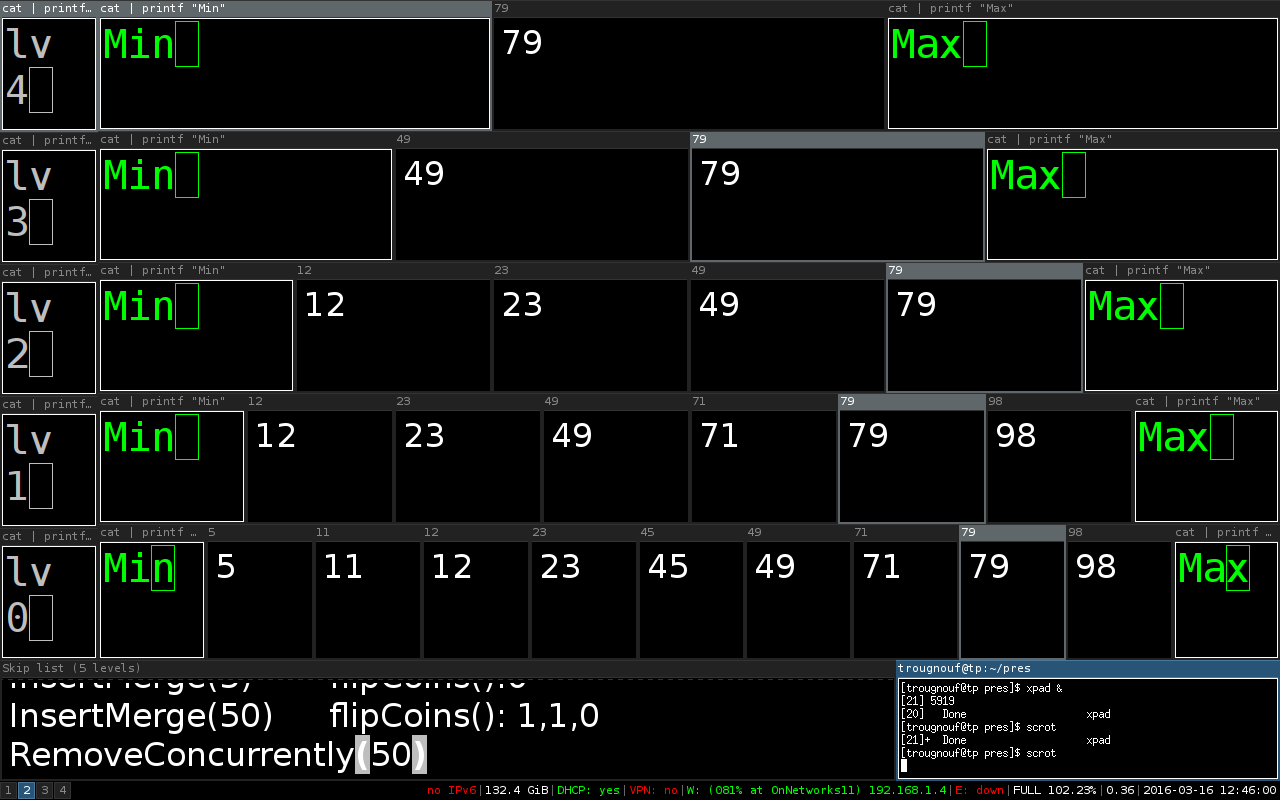 cat | printf… cat | printf "Min" 79 cat | printf "Max"
lv
4 Min 79 Max
cat | printf… cat | printf "Min" 49 79 cat | printf "Max"
lv
3 Min 49 79 Max
cat | printf… cat | printf "Min" 12 23 49 79 cat | printf "Max"
lv
2 Min 12 23 49 79 Max
cat | printf… cat | printf "Min" 12 23 49 71 79 98 cat | printf "Max"
lv
1 Min 12 23 49 71 79 98 Max
cat | printf… cat | printf … 5 11 12 23 45 49 71 79 98 cat | printf …
lv
0 Min 5 11 12 23 45 49 71 79 98 Max
Skip list (5 levels)
InsertMerge(50) flipCoins(): 1,1,0
RemoveConcurrently(50)
trougnouf@tp:~/pres
[trougnouf@tp pres]$ xpad &
[21] 5919
[20] Done xpad
[trougnouf@tp pres]$ scrot
[21]+ Done xpad
[trougnouf@tp pres]$ scrot
1 2 3 4 no IPv6|132.4 GiB|DHCP: yes|VPN: no|W: (081% at OnNetworks11) 192.168.1.4|E: down|FULL 102.23%|0.36|2016-03-16 12:46:00